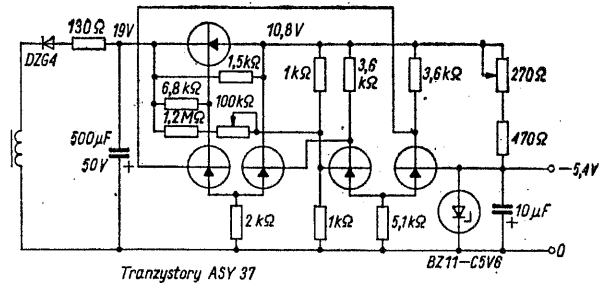 130Ω 19V 10,8V
DZG4
1,5kΩ 1kΩ 3,6 kΩ 3,6kΩ 270Ω
6,8kΩ 100kΩ
1,2MΩ
500μF 50V + 470Ω
−5,4V
2kΩ 1kΩ 5,1kΩ 10μF +
0
BZ11-C5V6
Tranzystory ASY 37